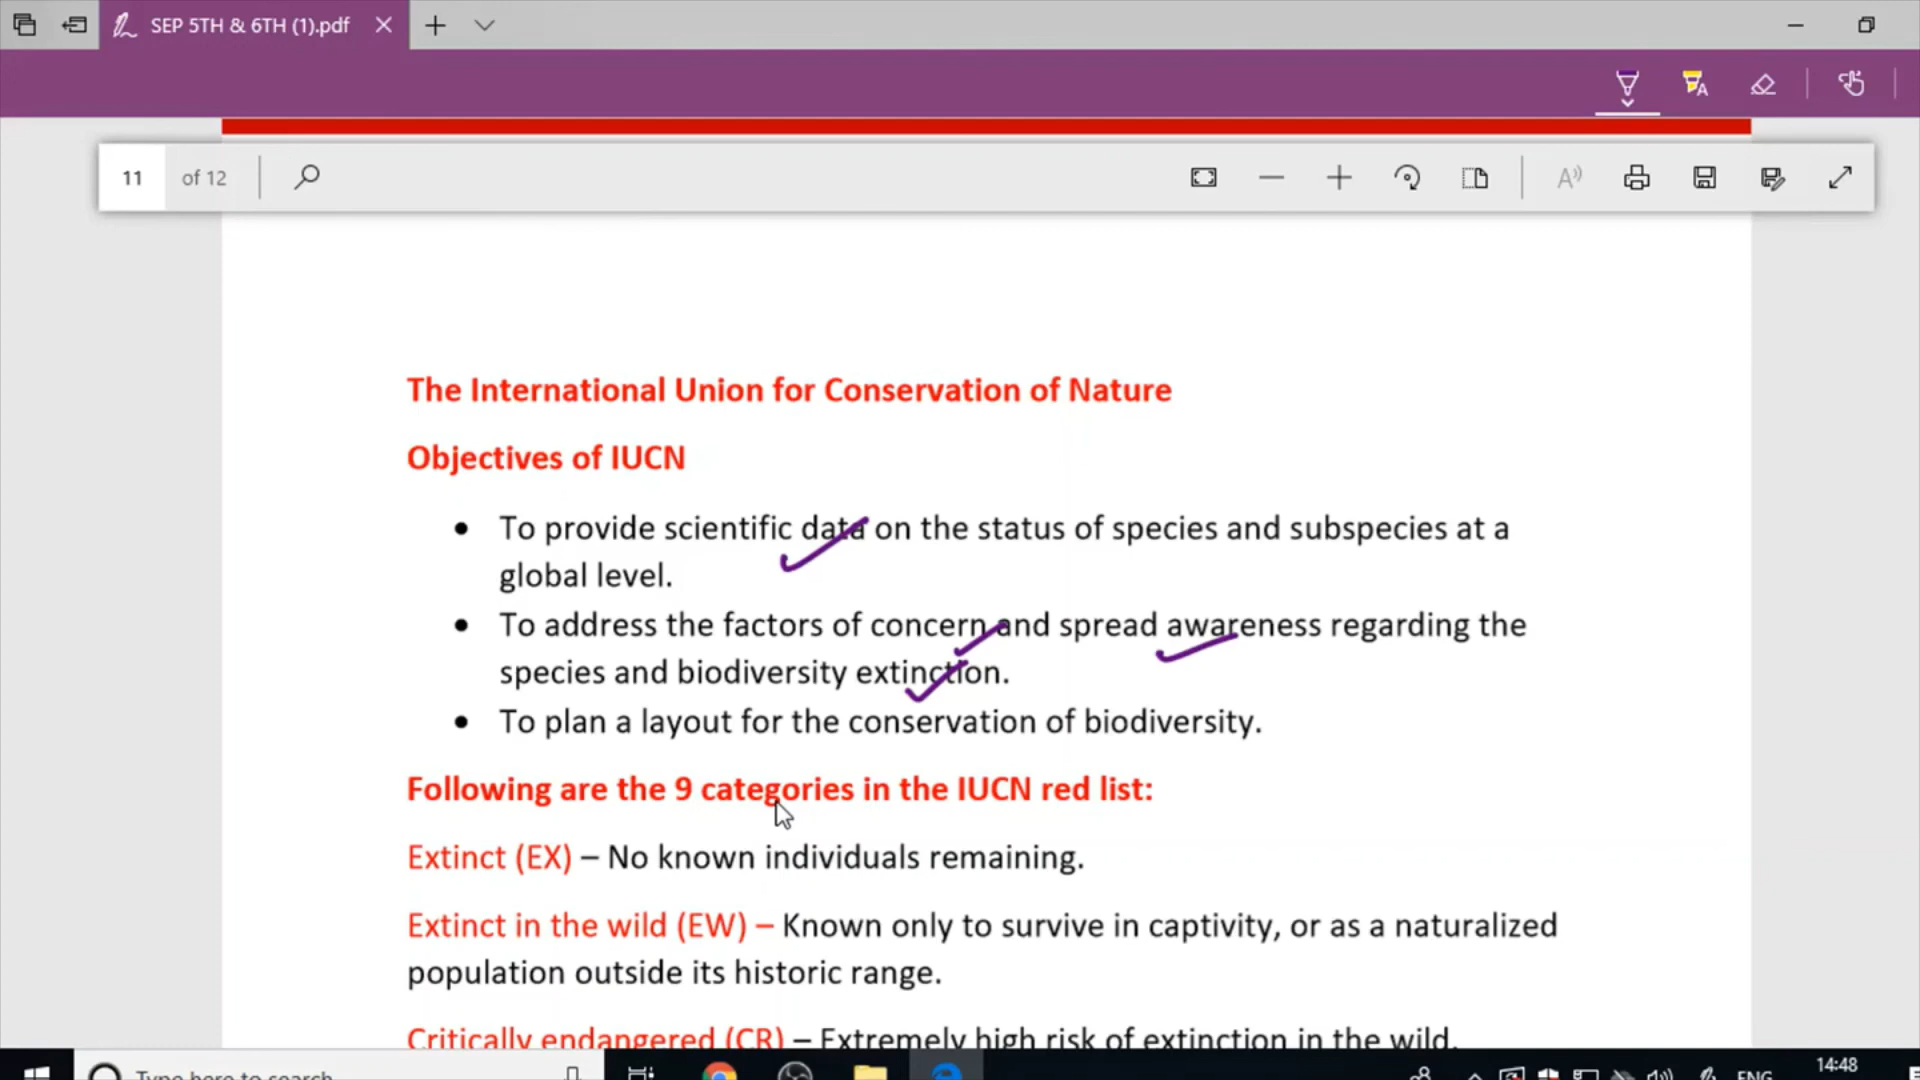 SEP 5TH & 6TH (1).pdf
11 of 12
The International Union for Conservation of Nature
Objectives of IUCN
• To provide scientific data on the status of species and subspecies at a
global level.
• To address the factors of concern and spread awareness regarding the
species and biodiversity extinction.
• To plan a layout for the conservation of biodiversity.
Following are the 9 categories in the IUCN red list:
Extinct (EX) – No known individuals remaining.
Extinct in the wild (EW) – Known only to survive in captivity, or as a naturalized
population outside its historic range.
Critically endangered (CR) – Extremely high risk of extinction in the wild.
Type here to search
ENG
14:48